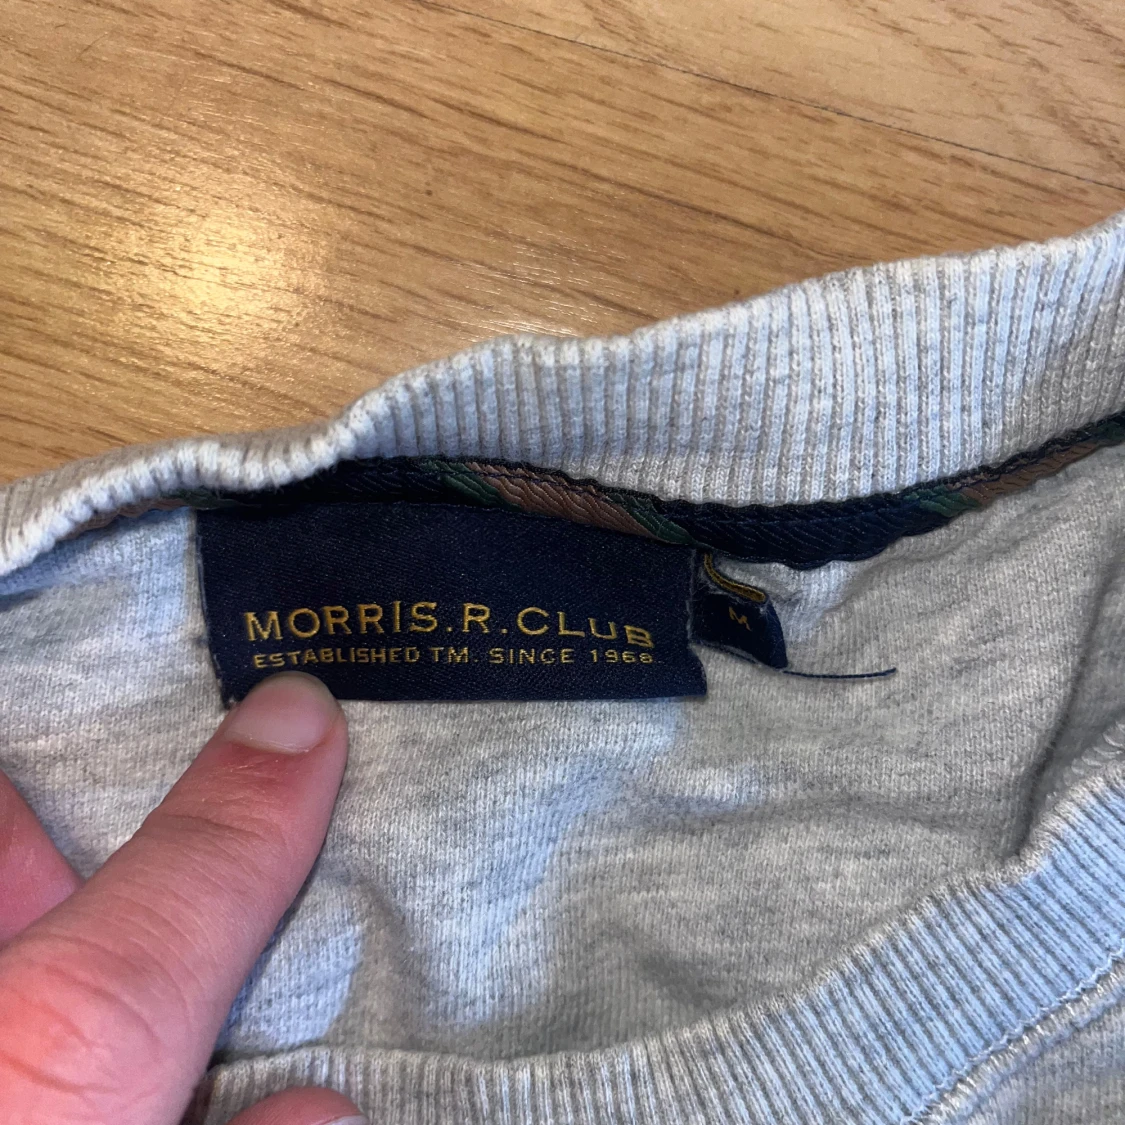 MORRIS.R.CLUB
ESTABLISHED TM. SINCE 1968
M